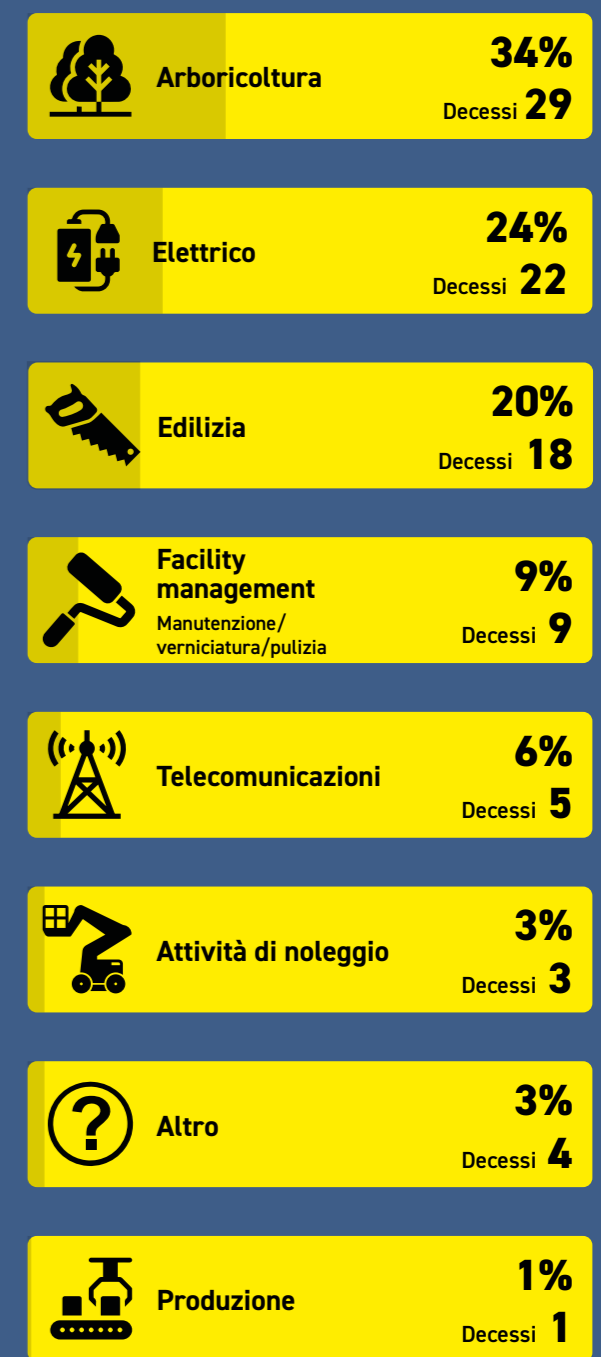 Arboricoltura
34%
Decessi 29
Elettrico
24%
Decessi 22
Edilizia
20%
Decessi 18
Facility
management
Manutenzione/
verniciatura/pulizia
9%
Decessi 9
Telecomunicazioni
6%
Decessi 5
Attività di noleggio
3%
Decessi 3
?
Altro
3%
Decessi 4
Produzione
1%
Decessi 1